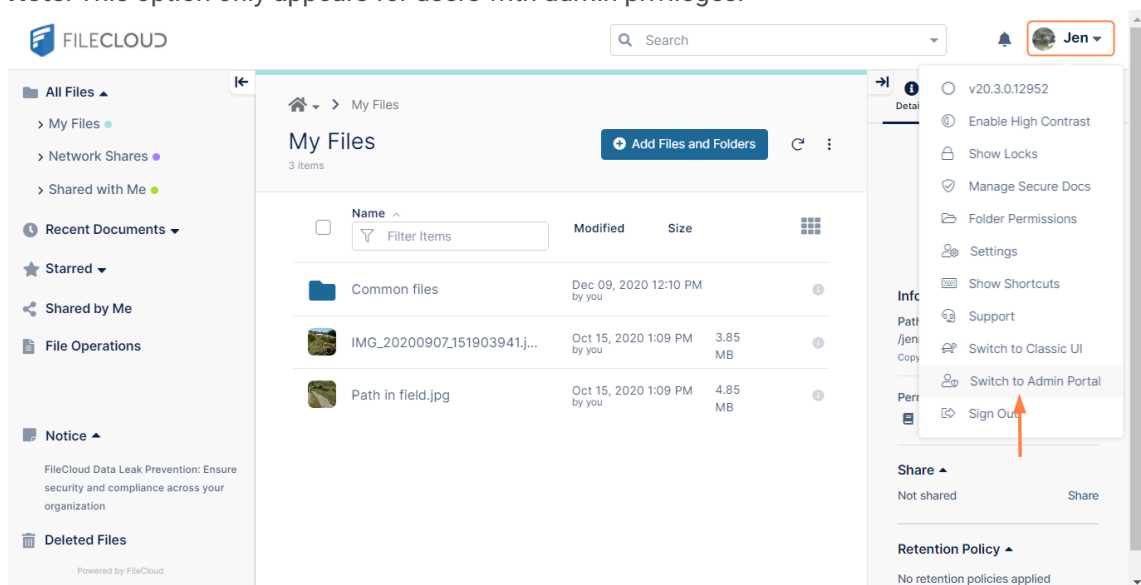 Note: This option only appears for users with admin privileges.
FILECLOUD
Search
Jen
All Files
My Files
Network Shares
Shared with Me
Recent Documents
Starred
Shared by Me
File Operations
Notice
FileCloud Data Leak Prevention: Ensure
security and compliance across your
organization
Deleted Files
Powered by FileCloud
My Files
My Files
3 items
Add Files and Folders
Name
Filter Items
Modified
Size
Common files
Dec 09, 2020 12:10 PM
by you
IMG_20200907_151903941.j...
Oct 15, 2020 1:09 PM
by you
3.85
MB
Path in field.jpg
Oct 15, 2020 1:09 PM
by you
4.85
MB
v20.3.0.12952
Enable High Contrast
Show Locks
Manage Secure Docs
Folder Permissions
Settings
Show Shortcuts
Support
Switch to Classic UI
Switch to Admin Portal
Sign Out
Detai
Info
Path
/jen
Copy
Perr
Share
Not shared
Share
Retention Policy
No retention policies applied